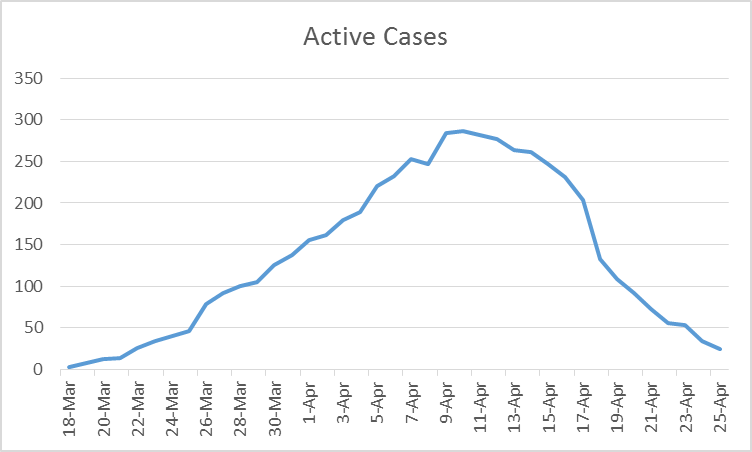 Active Cases
350
300
250
200
150
100
50
0
18-Mar
20-Mar
22-Mar
24-Mar
26-Mar
28-Mar
30-Mar
1-Apr
3-Apr
5-Apr
7-Apr
9-Apr
11-Apr
13-Apr
15-Apr
17-Apr
19-Apr
21-Apr
23-Apr
25-Apr